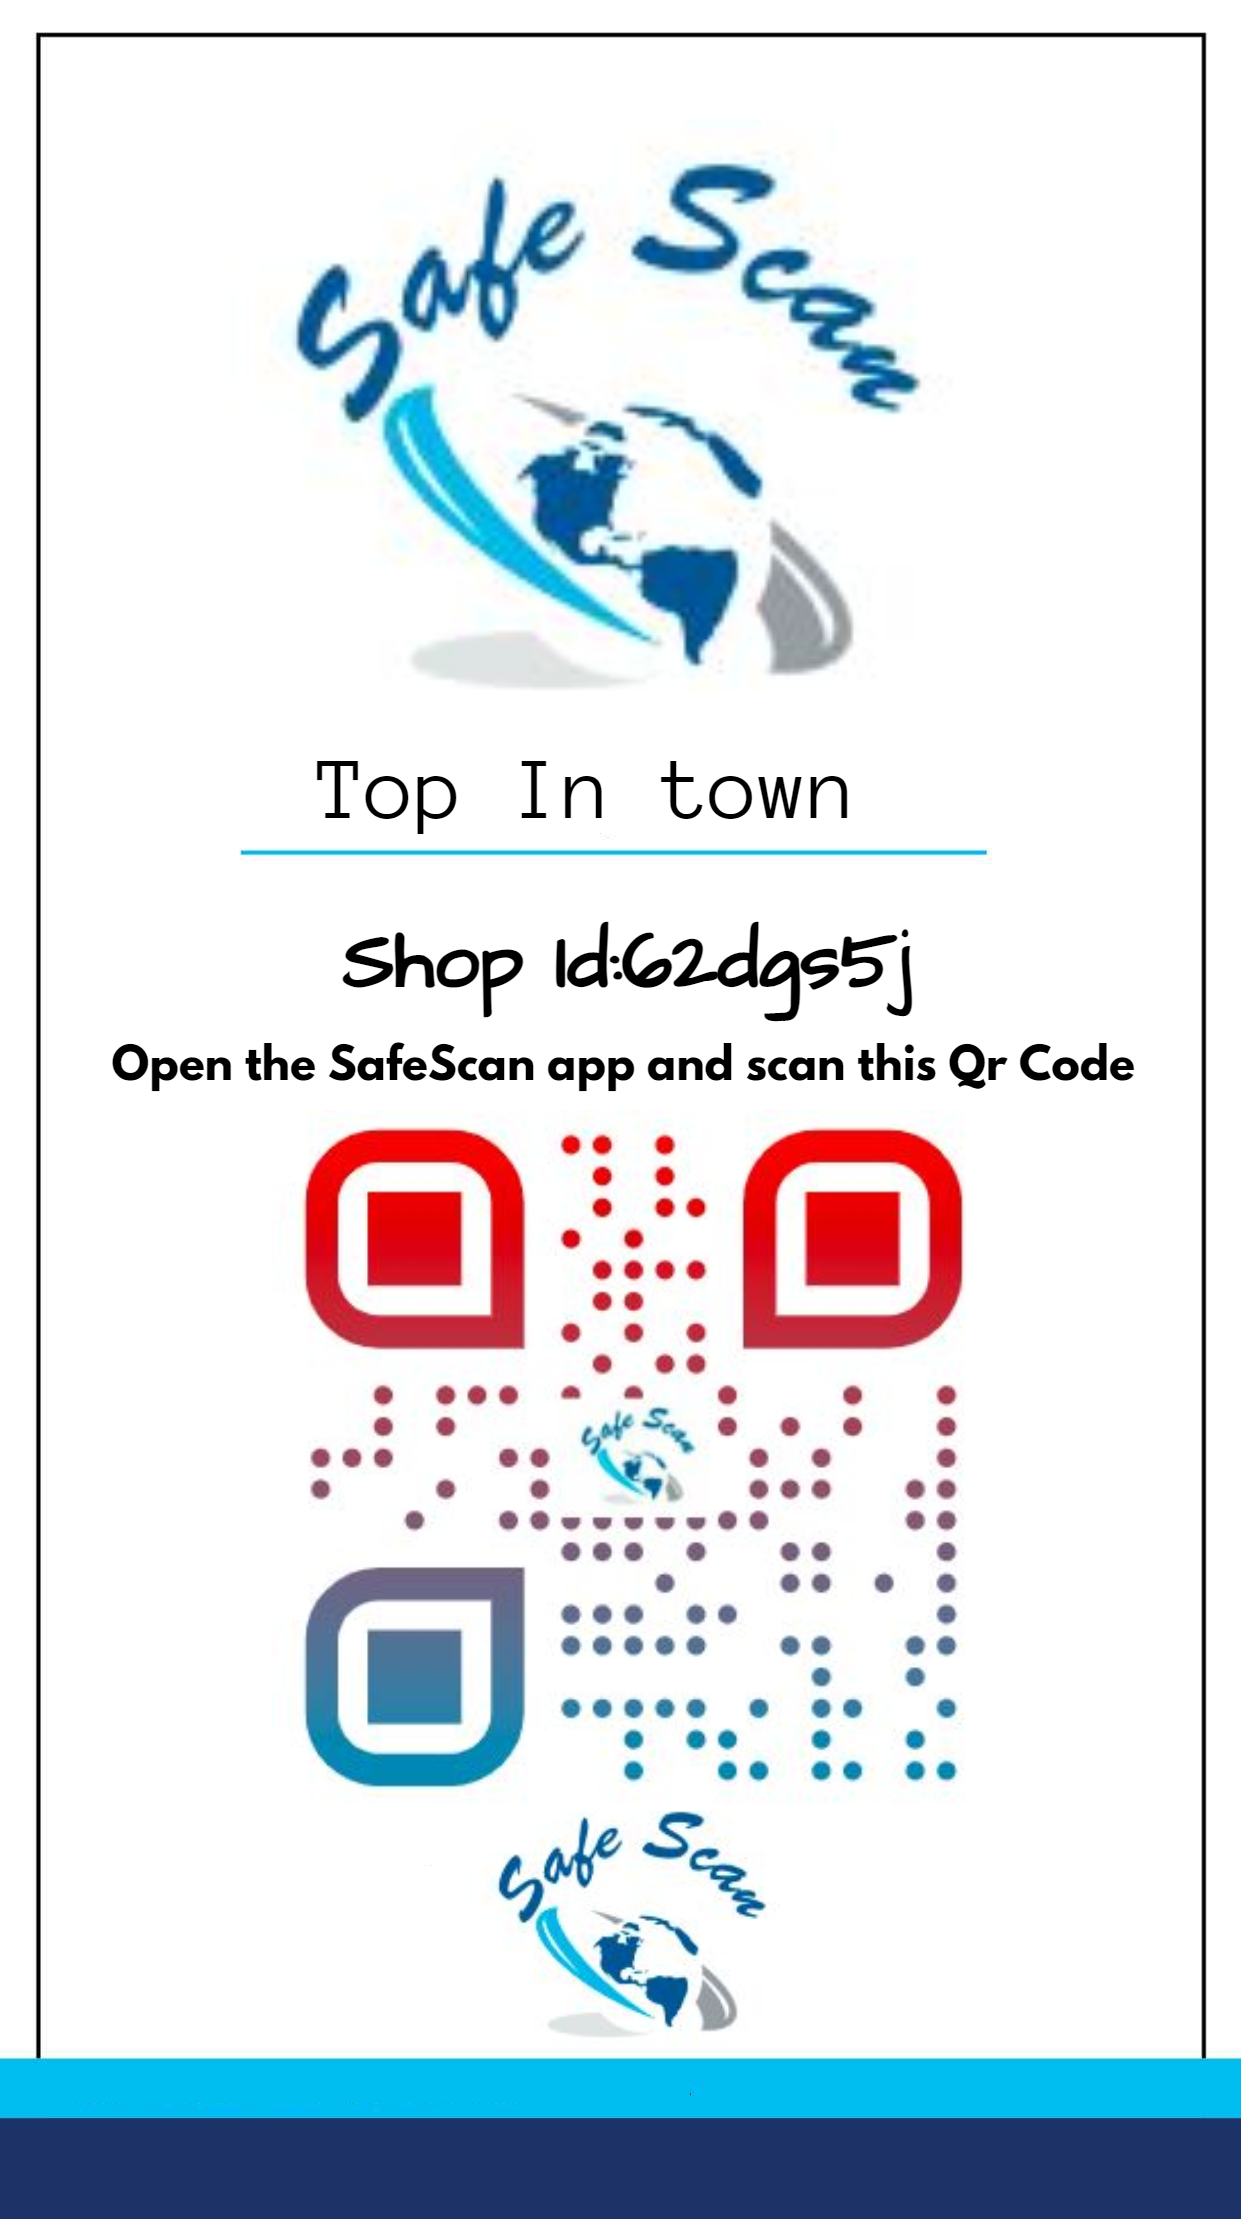 Safe Scan
Top In town
Shop Id:62dgs5j
Open the SafeScan app and scan this Qr Code
Safe Scan
Safe Scan